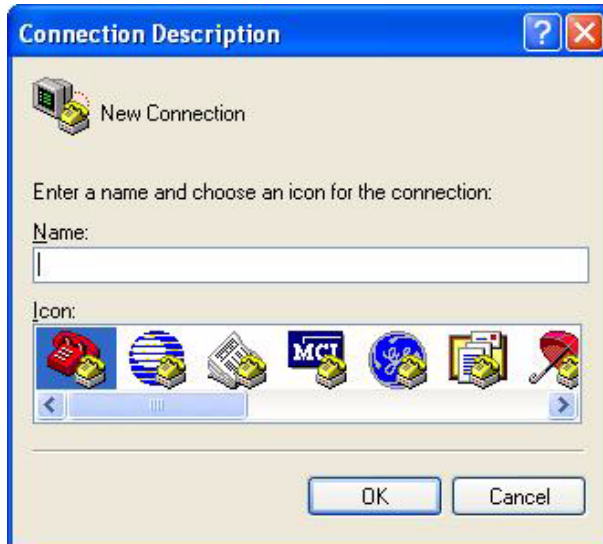 Connection Description
New Connection
Enter a name and choose an icon for the connection:
Name:
Icon:
MCI
OK
Cancel